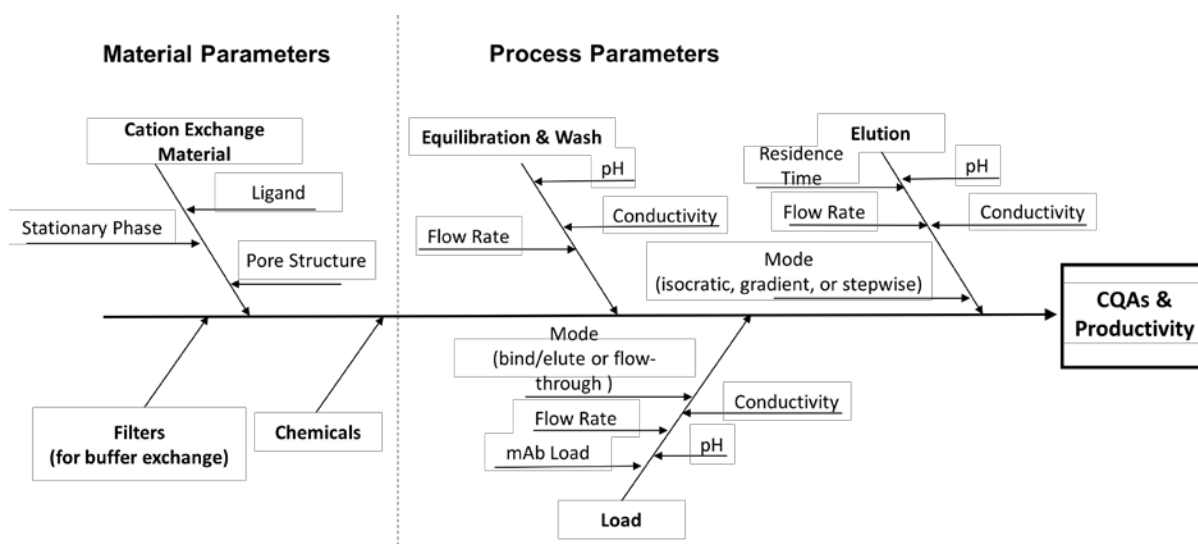 Material Parameters
Process Parameters
Cation Exchange
Material
Ligand
Stationary Phase
Pore Structure
Filters
(for buffer exchange)
Chemicals
Equilibration & Wash
pH
Conductivity
Flow Rate
Elution
Residence
Time
pH
Flow Rate
Conductivity
Mode
(isocratic, gradient, or stepwise)
Mode
(bind/elute or flow-
through )
Conductivity
Flow Rate
pH
mAb Load
Load
CQAs &
Productivity